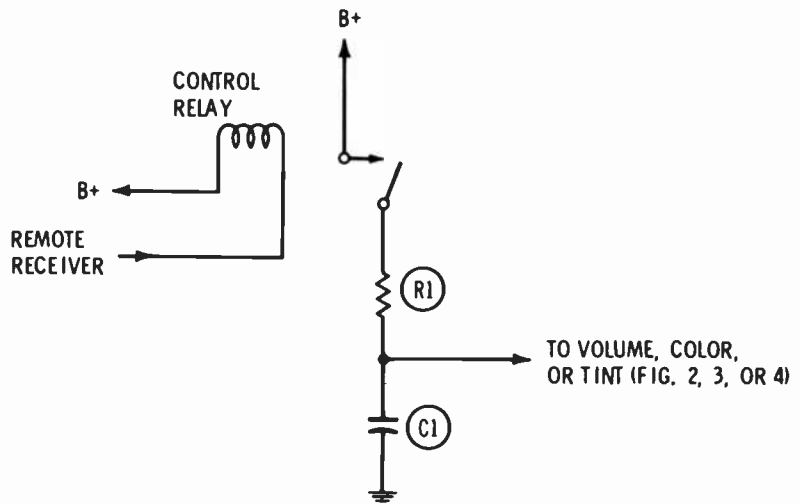 B+
CONTROL
RELAY
B+
REMOTE
RECEIVER
R1
TO VOLUME, COLOR,
OR TINT (FIG. 2, 3, OR 4)
C1